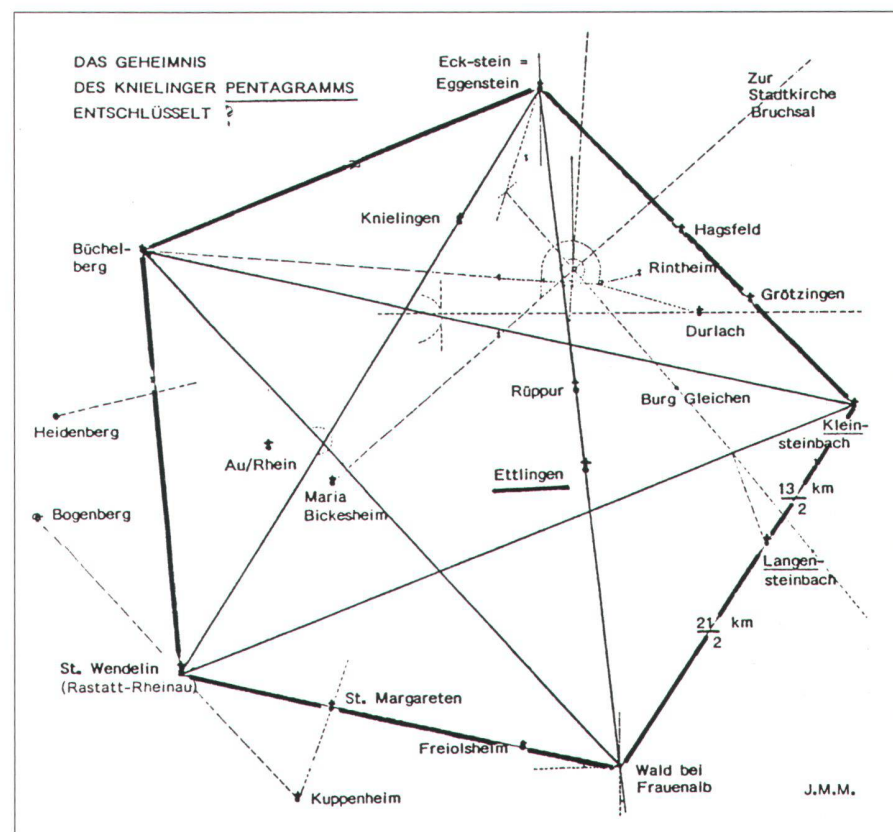 DAS GEHEIMNIS
DES KNIELINGER PENTAGRAMMS
ENTSCHLÜSSELT ?
Eck-stein =
Eggenstein
Zur
Stadtkirche
Bruchsal
Knielingen
Hagsfeld
Büchel-
berg
Rintheim
Grötzingen
Durlach
Rüppur
Burg Gleichen
Klein-
steinbach
Heidenberg
Au/Rhein
Maria
Bickesheim
Ettlingen
13 km
2
Bogenberg
Langen-
steinbach
21 km
2
St. Wendelin
(Rastatt-Rheinau)
St. Margareten
Freiolsheim
Wald bei
Frauenalb
Kuppenheim
J.M.M.